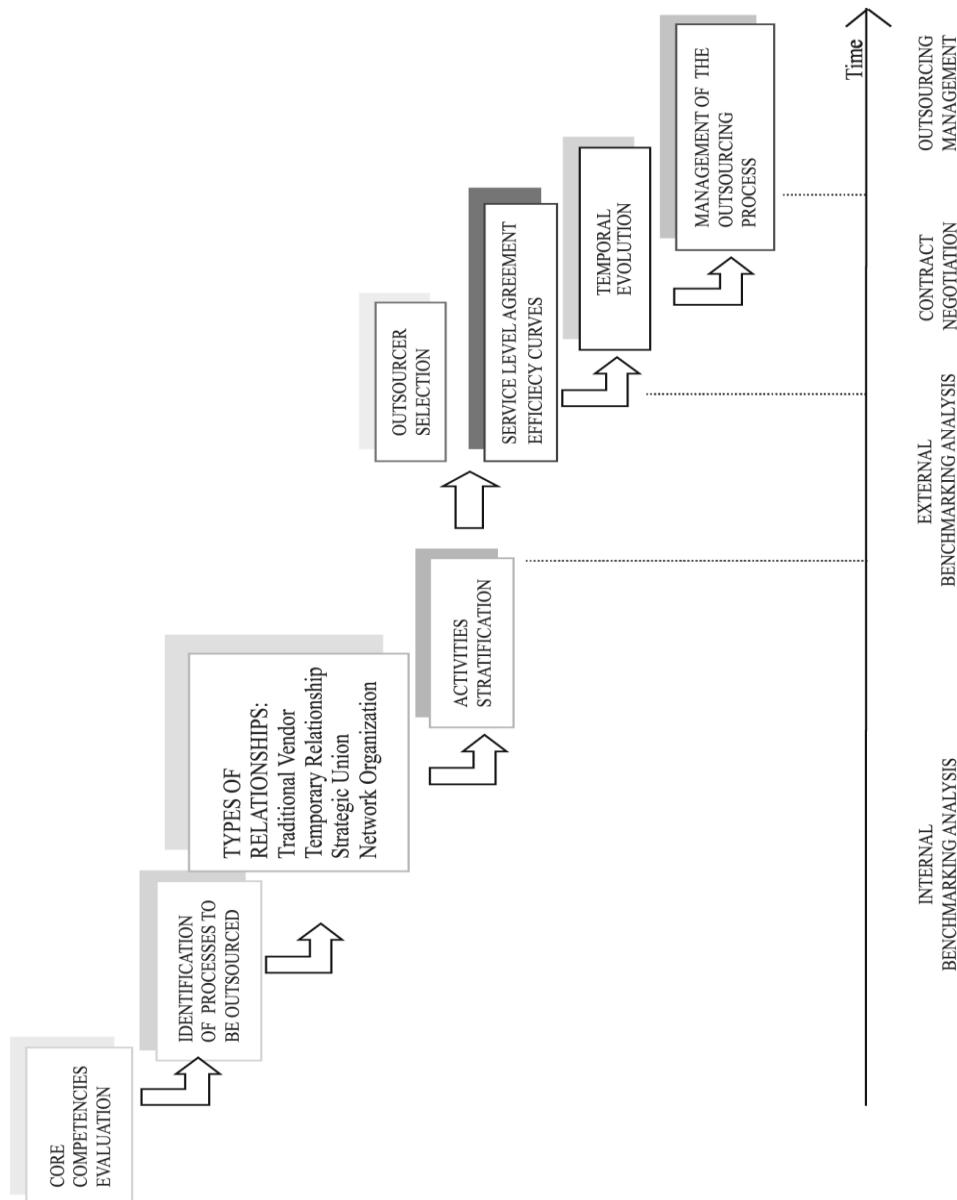 CORE
COMPETENCIES
EVALUATION
IDENTIFICATION
OF PROCESSES TO
BE OUTSOURCED
TYPES OF
RELATIONSHIPS:
Traditional Vendor
Temporary Relationship
Strategic Union
Network Organization
ACTIVITIES
STRATIFICATION
OUTSOURCER
SELECTION
SERVICE LEVEL AGREEMENT
EFFICIECY CURVES
TEMPORAL
EVOLUTION
MANAGEMENT OF THE
OUTSOURCING
PROCESS
Time
INTERNAL
BENCHMARKING ANALYSIS
EXTERNAL
BENCHMARKING ANALYSIS
CONTRACT
NEGOTIATION
OUTSOURCING
MANAGEMENT